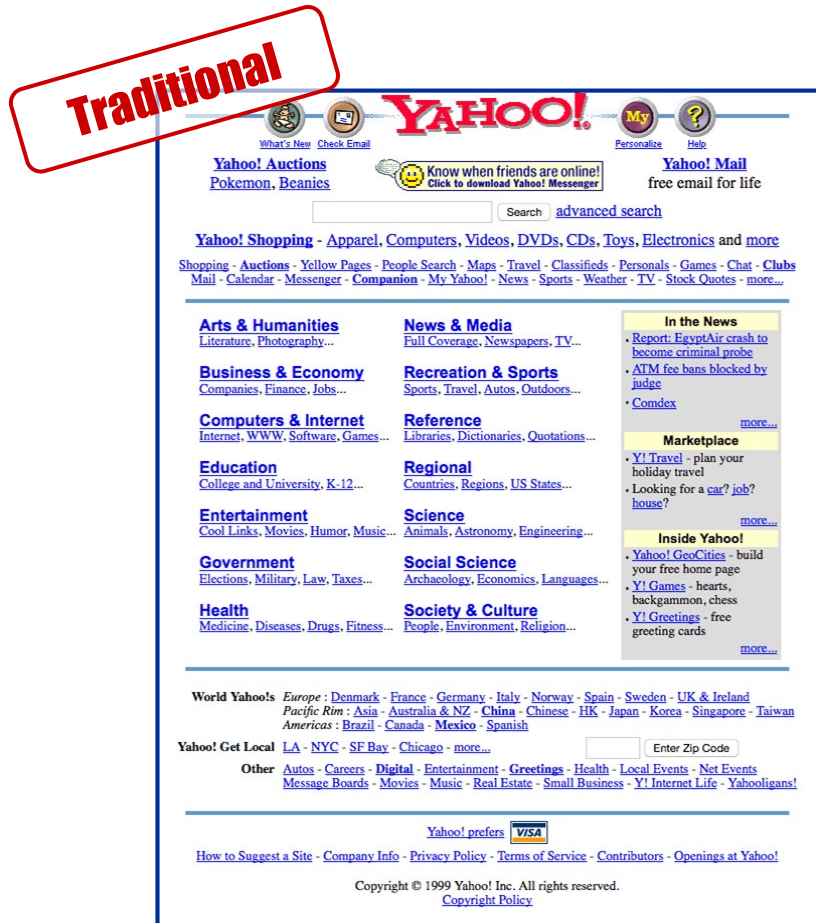 Traditional
YAHOO!
My
?
What's New Check Email
Personalize Help
Yahoo! Auctions
Pokemon, Beanies
Know when friends are online!
Click to download Yahoo! Messenger
Yahoo! Mail
free email for life
Search advanced search
Yahoo! Shopping - Apparel, Computers, Videos, DVDs, CDs, Toys, Electronics and more
Shopping - Auctions - Yellow Pages - People Search - Maps - Travel - Classifieds - Personals - Games - Chat - Clubs
Mail - Calendar - Messenger - Companion - My Yahoo! - News - Sports - Weather - TV - Stock Quotes - more...
Arts & Humanities
Literature, Photography...
Business & Economy
Companies, Finance, Jobs...
Computers & Internet
Internet, WWW, Software, Games...
Education
College and University, K-12...
Entertainment
Cool Links, Movies, Humor, Music...
Government
Elections, Military, Law, Taxes...
Health
Medicine, Diseases, Drugs, Fitness...
News & Media
Full Coverage, Newspapers, TV...
Recreation & Sports
Sports, Travel, Autos, Outdoors...
Reference
Libraries, Dictionaries, Quotations...
Regional
Countries, Regions, US States...
Science
Animals, Astronomy, Engineering...
Social Science
Archaeology, Economics, Languages...
Society & Culture
People, Environment, Religion...
In the News
· Report: EgyptAir crash to
become criminal probe
· ATM fee bans blocked by
judge
· Comdex
more...
Marketplace
· Y! Travel - plan your
holiday travel
· Looking for a car? job?
house?
more...
Inside Yahoo!
· Yahoo! GeoCities - build
your free home page
· Y! Games - hearts,
backgammon, chess
· Y! Greetings - free
greeting cards
more...
World Yahoo!s Europe : Denmark - France - Germany - Italy - Norway - Spain - Sweden - UK & Ireland
Pacific Rim : Asia - Australia & NZ - China - Chinese - HK - Japan - Korea - Singapore - Taiwan
Americas : Brazil - Canada - Mexico - Spanish
Yahoo! Get Local LA - NYC - SF Bay - Chicago - more... Enter Zip Code
Other Autos - Careers - Digital - Entertainment - Greetings - Health - Local Events - Net Events
Message Boards - Movies - Music - Real Estate - Small Business - Y! Internet Life - Yahooligans!
Yahoo! prefers VISA
How to Suggest a Site - Company Info - Privacy Policy - Terms of Service - Contributors - Openings at Yahoo!
Copyright © 1999 Yahoo! Inc. All rights reserved.
Copyright Policy